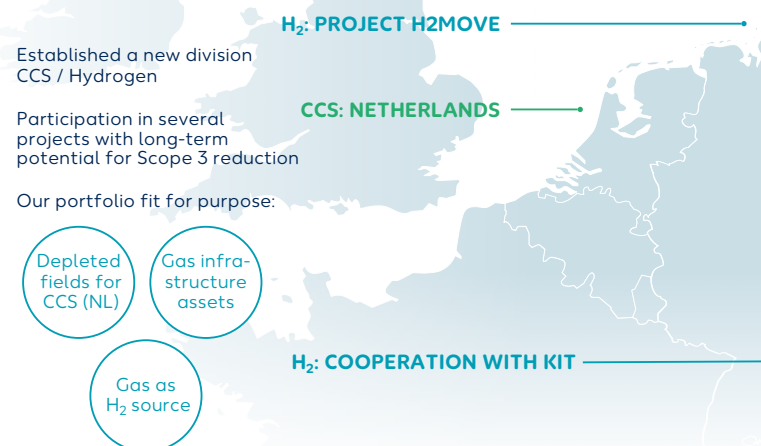 H₂: PROJECT H2MOVE
Established a new division
CCS / Hydrogen
CCS: NETHERLANDS
Participation in several
projects with long-term
potential for Scope 3 reduction
Our portfolio fit for purpose:
Depleted
fields for
CCS (NL)
Gas infra-
structure
assets
H₂: COOPERATION WITH KIT
Gas as
H₂ source